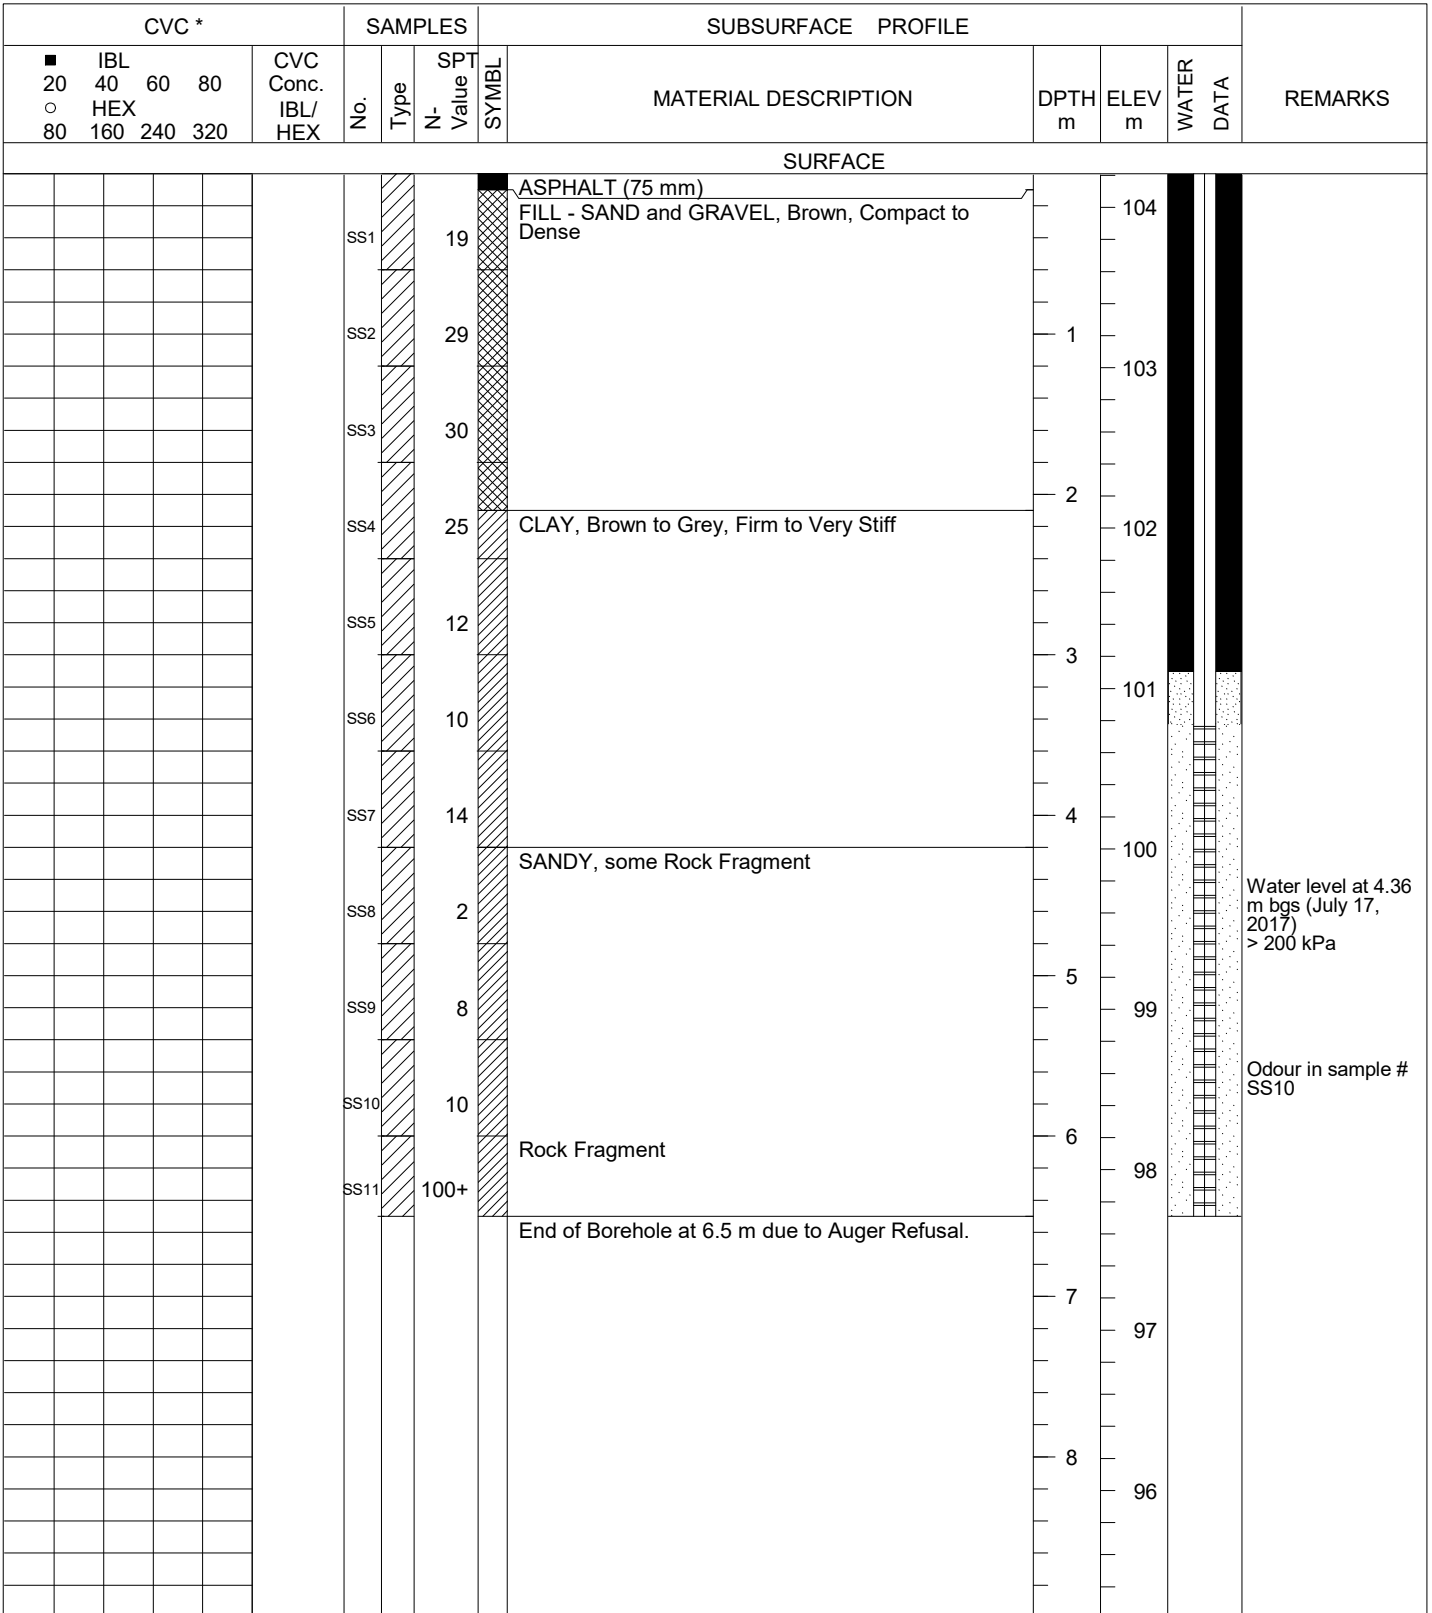 CVC *
SAMPLES
SUBSURFACE PROFILE
■ IBL
20 40 60 80
○ HEX
80 160 240 320
CVC
Conc.
IBL/
HEX
No.
Type
SPT
N-
Value
SYMBL
MATERIAL DESCRIPTION
DPTH
m
ELEV
m
WATER
DATA
REMARKS
SURFACE
ASPHALT (75 mm)
FILL - SAND and GRAVEL, Brown, Compact to
Dense
104
SS1 19
SS2 29
1
103
SS3 30
2
SS4 25
CLAY, Brown to Grey, Firm to Very Stiff
102
SS5 12
3
101
SS6 10
SS7 14
4
100
SANDY, some Rock Fragment
Water level at 4.36
m bgs (July 17,
2017)
> 200 kPa
SS8 2
5
SS9 8
99
Odour in sample #
SS10
SS10 10
6
Rock Fragment
98
SS11 100+
End of Borehole at 6.5 m due to Auger Refusal.
7
97
8
96